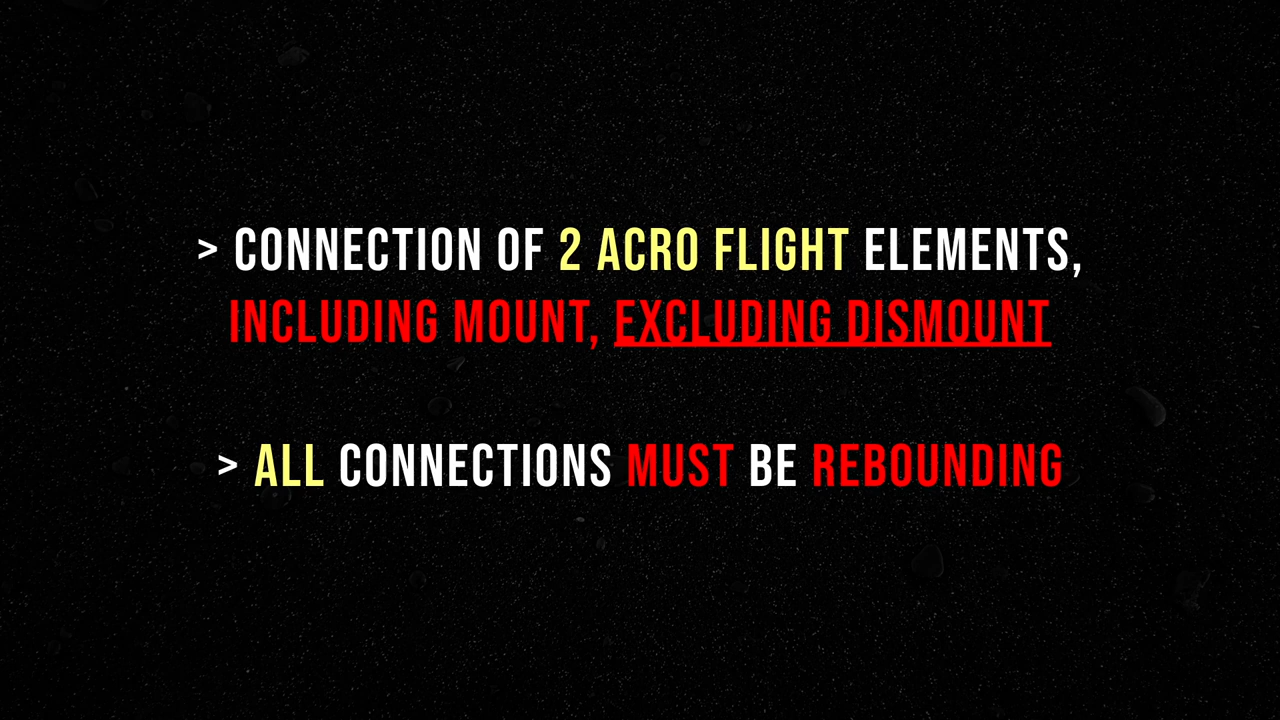 > CONNECTION OF 2 ACRO FLIGHT ELEMENTS,
INCLUDING MOUNT, EXCLUDING DISMOUNT
> ALL CONNECTIONS MUST BE REBOUNDING